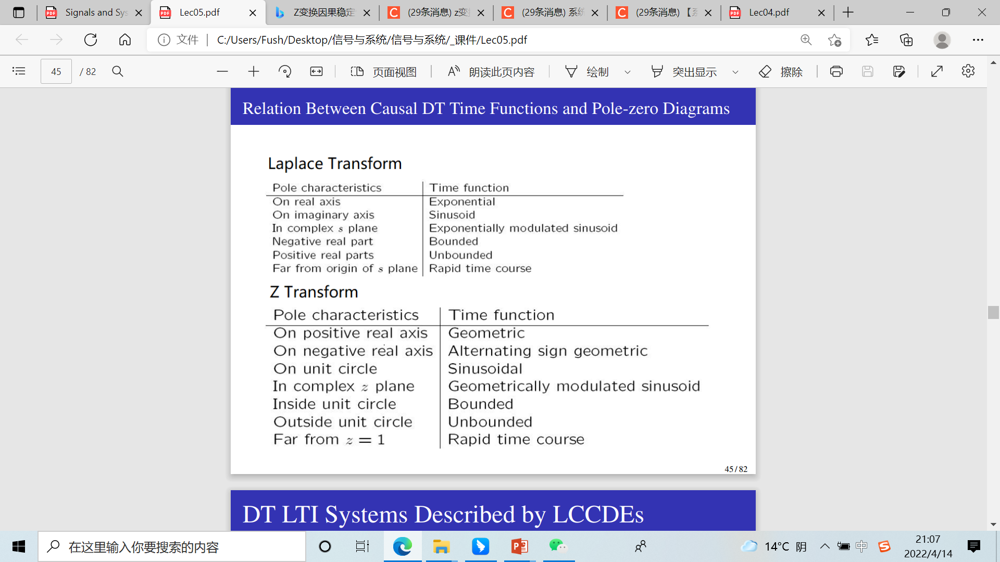 Signals and Sys
Lec05.pdf
Z变换因果稳定
(29条消息) z变
(29条消息) 系统
(29条消息) 【系
Lec04.pdf
文件
C:/Users/Fush/Desktop/信号与系统/信号与系统/_课件/Lec05.pdf
45 / 82
页面视图
朗读此页内容
绘制
突出显示
擦除
Relation Between Causal DT Time Functions and Pole-zero Diagrams
Laplace Transform
Pole characteristics Time function
On real axis Exponential
On imaginary axis Sinusoid
In complex s plane Exponentially modulated sinusoid
Negative real part Bounded
Positive real parts Unbounded
Far from origin of s plane Rapid time course
Z Transform
Pole characteristics Time function
On positive real axis Geometric
On negative real axis Alternating sign geometric
On unit circle Sinusoidal
In complex z plane Geometrically modulated sinusoid
Inside unit circle Bounded
Outside unit circle Unbounded
Far from z = 1 Rapid time course
45 / 82
DT LTI Systems Described by LCCDEs
在这里输入你要搜索的内容
14°C 阴
中
21:07
2022/4/14